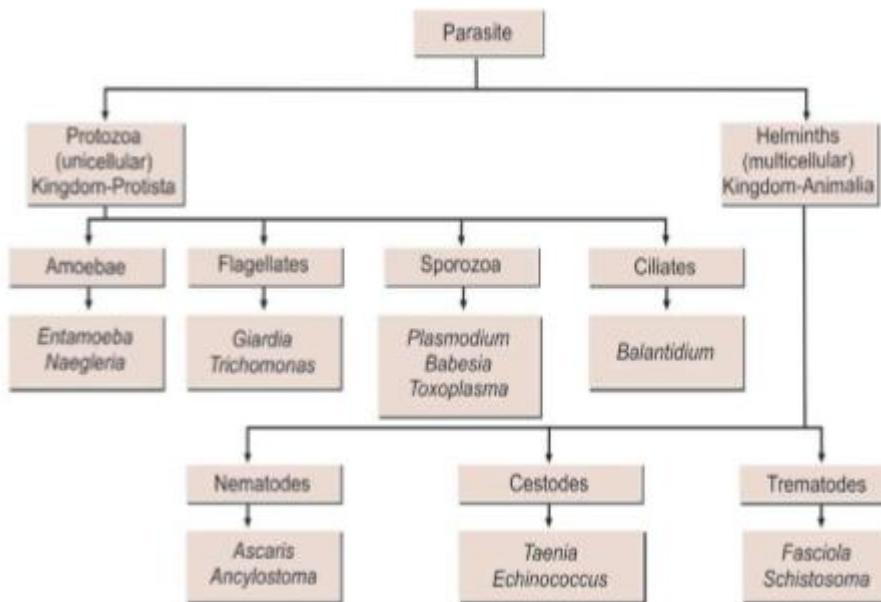 Parasite
Protozoa
(unicellular)
Kingdom-Protista
Helminths
(multicellular)
Kingdom-Animalia
Amoebae
Flagellates
Sporozoa
Ciliates
Entamoeba
Naegleria
Giardia
Trichomonas
Plasmodium
Babesia
Toxoplasma
Balantidium
Nematodes
Cestodes
Trematodes
Ascaris
Ancylostoma
Taenia
Echinococcus
Fasciola
Schistosoma